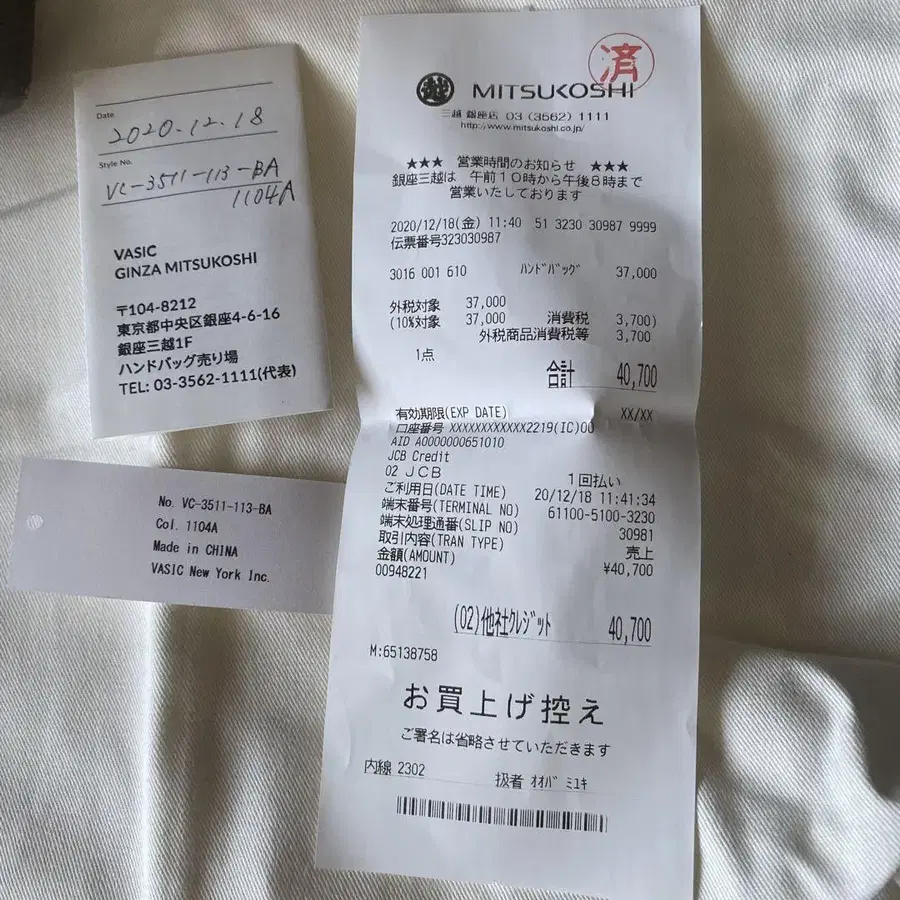 Date
2020.12.18
Style No.
VC-3511-113-BA
1104A
VASIC
GINZA MITSUKOSHI
〒104-8212
東京都中央区銀座4-6-16
銀座三越1F
ハンドバッグ売り場
TEL: 03-3562-1111(代表)
No. VC-3511-113-BA
Col. 1104A
Made in CHINA
VASIC New York Inc.
済
越 MITSUKOSHI
三越 銀座店 03 (3562) 1111
http://www.mitsukoshi.co.jp/
★★★ 営業時間のお知らせ ★★★
銀座三越は 午前10時から午後8時まで
営業いたしております
2020/12/18(金) 11:40 51 3230 30987 9999
伝票番号323030987
3016 001 610 ハンドバッグ 37,000
外税対象 37,000
(10%対象 37,000 消費税 3,700)
外税商品消費税等 3,700
1点
合計 40,700
有効期限(EXP DATE) XX/XX
口座番号 XXXXXXXXXXXX2219(IC)00
AID A0000000651010
JCB Credit
02 JCB 1回払い
ご利用日(DATE TIME) 20/12/18 11:41:34
端末番号(TERMINAL NO) 61100-5100-3230
端末処理通番(SLIP NO) 30981
取引内容(TRAN TYPE) 売上
金額(AMOUNT) ¥40,700
00948221
(02)他社クレジット 40,700
M:65138758
お買上げ控え
ご署名は省略させていただきます
内線 2302 扱者 オオバ ミユキ